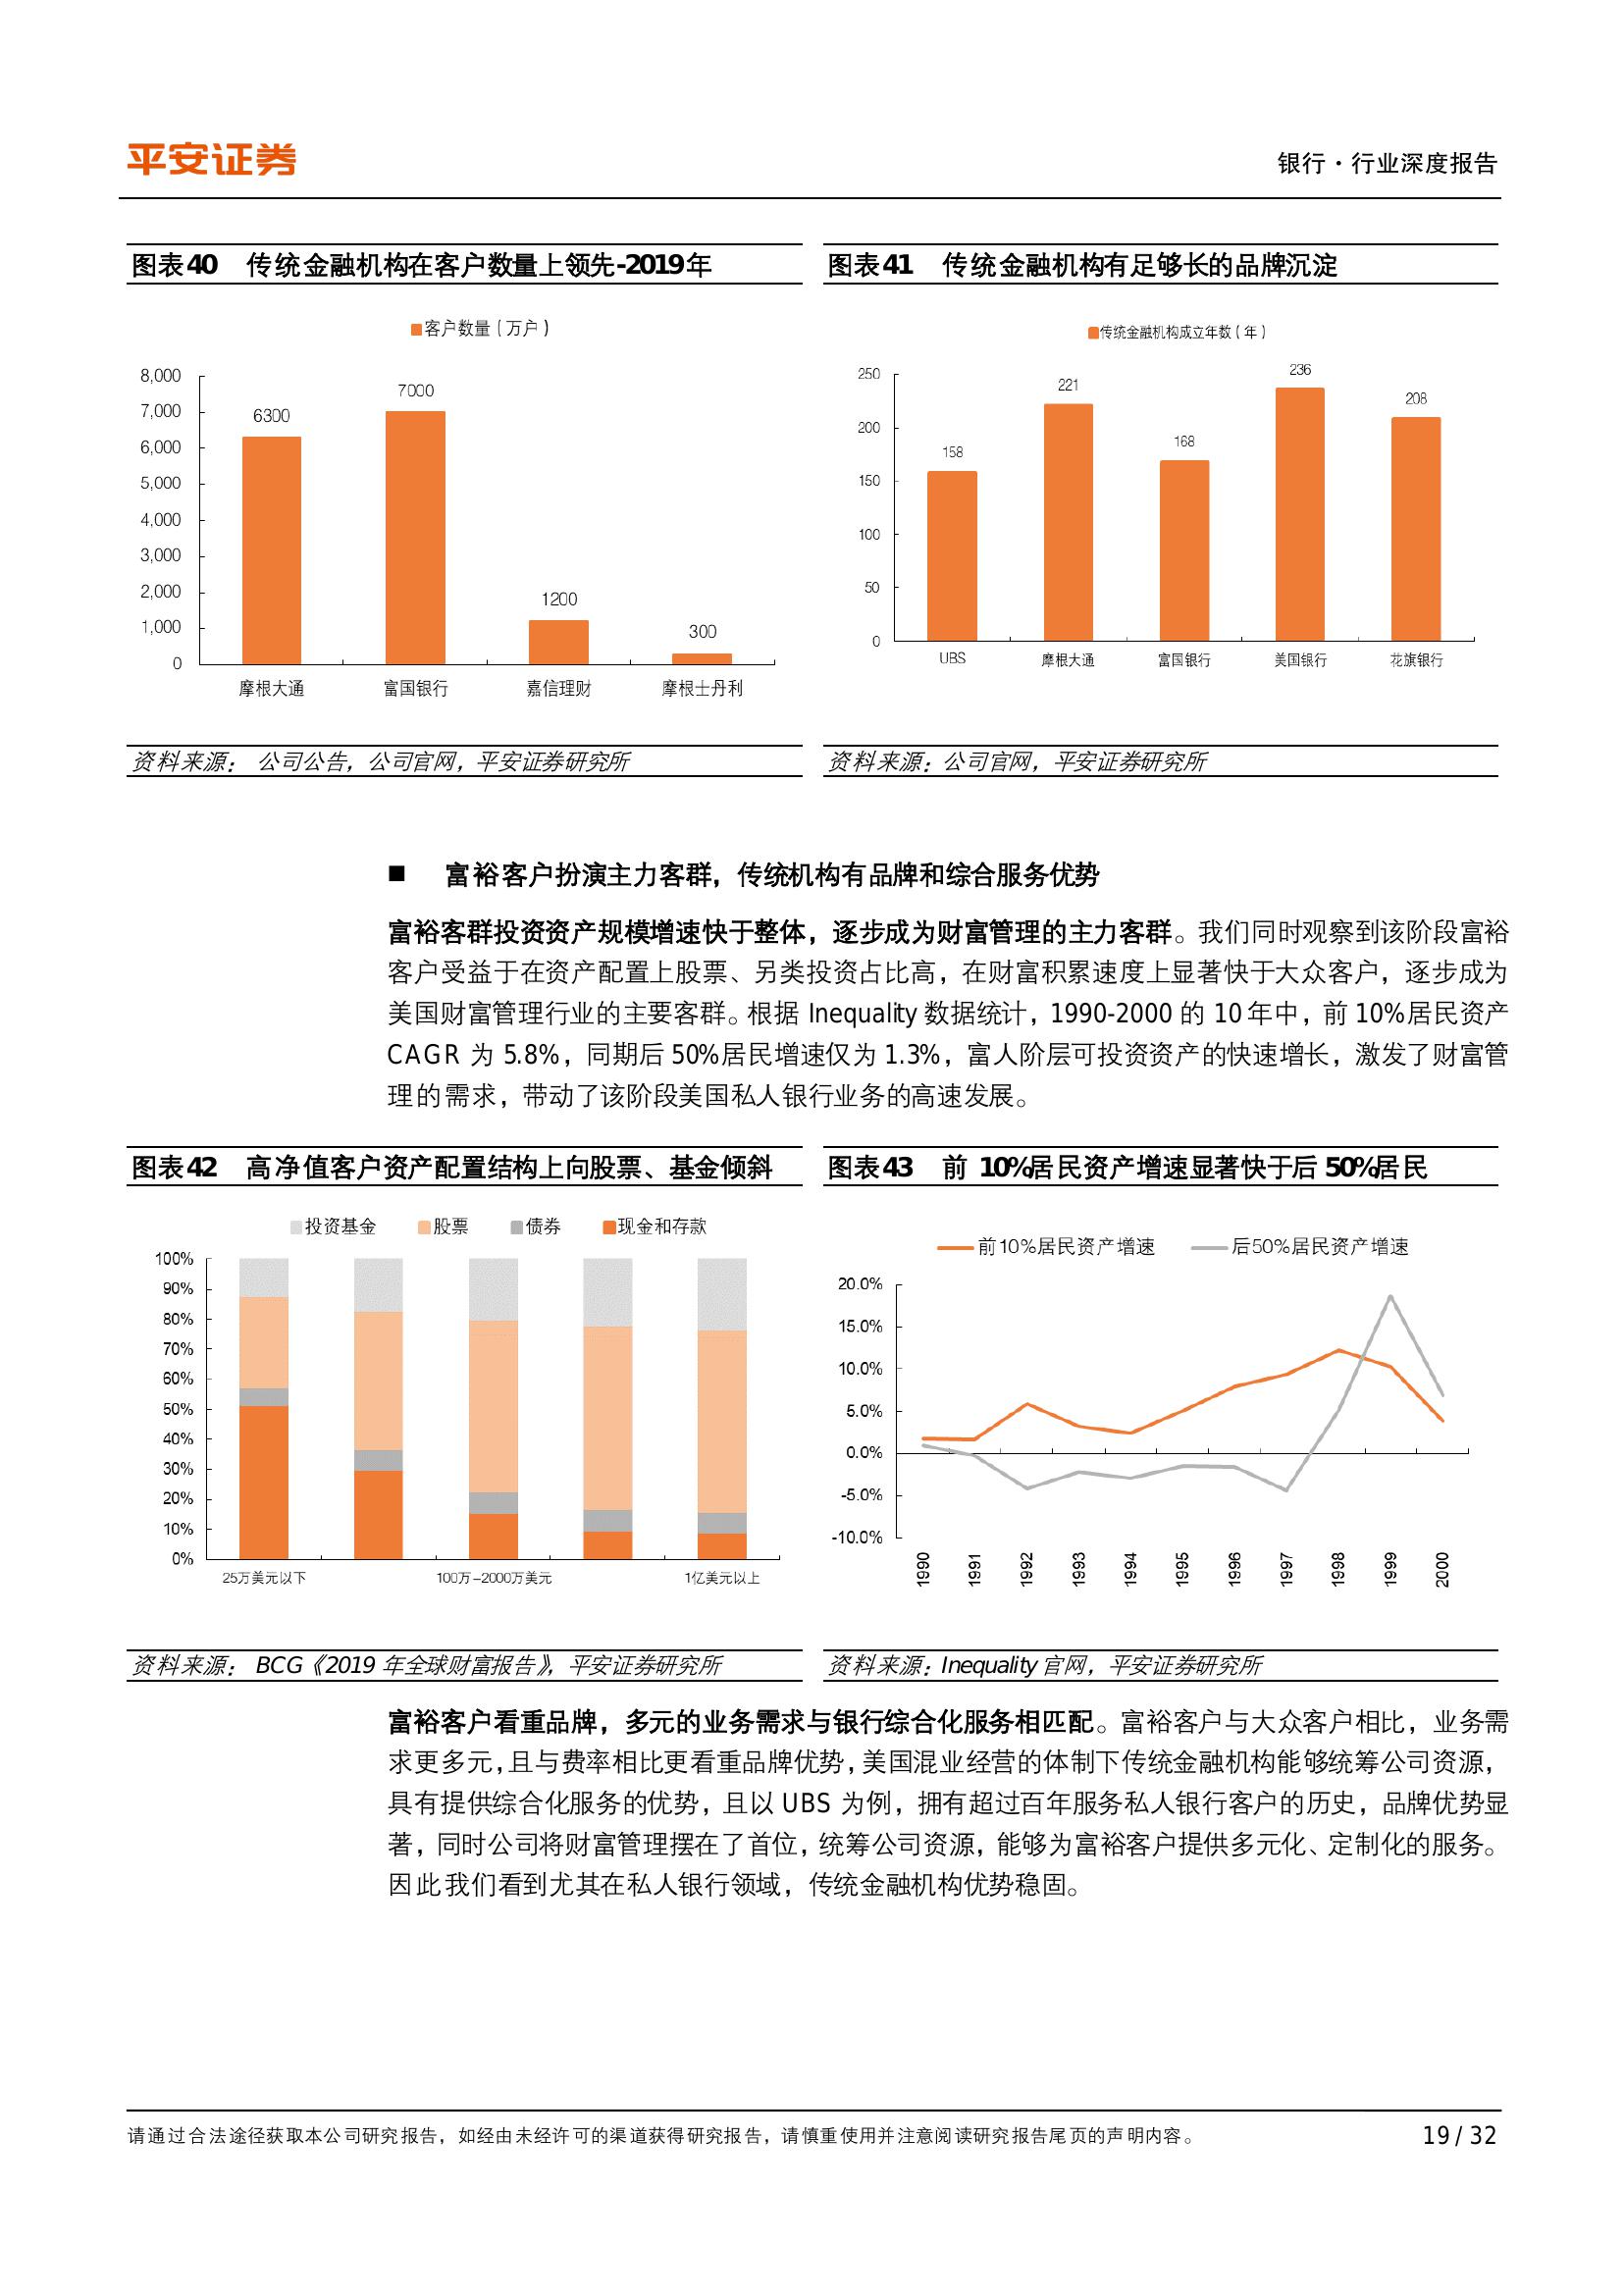 平安证券
银行·行业深度报告
图表40 传统金融机构在客户数量上领先-2019年
客户数量（万户）
8,000
7,000
6,000
5,000
4,000
3,000
2,000
1,000
0
6300
7000
1200
300
摩根大通 富国银行 嘉信理财 摩根士丹利
资料来源： 公司公告，公司官网，平安证券研究所
图表41 传统金融机构有足够长的品牌沉淀
传统金融机构成立年数（年）
250
200
150
100
50
0
158
221
168
236
208
UBS 摩根大通 富国银行 美国银行 花旗银行
资料来源：公司官网，平安证券研究所
■ 富裕客户扮演主力客群，传统机构有品牌和综合服务优势
富裕客群投资资产规模增速快于整体，逐步成为财富管理的主力客群。我们同时观察到该阶段富裕
客户受益于在资产配置上股票、另类投资占比高，在财富积累速度上显著快于大众客户，逐步成为
美国财富管理行业的主要客群。根据 Inequality 数据统计，1990-2000 的 10 年中，前 10%居民资产
CAGR 为 5.8%，同期后 50%居民增速仅为 1.3%，富人阶层可投资资产的快速增长，激发了财富管
理的需求，带动了该阶段美国私人银行业务的高速发展。
图表42 高净值客户资产配置结构上向股票、基金倾斜
投资基金 股票 债券 现金和存款
100%
90%
80%
70%
60%
50%
40%
30%
20%
10%
0%
25万美元以下 100万-2000万美元 1亿美元以上
资料来源： BCG《2019 年全球财富报告》，平安证券研究所
图表43 前 10%居民资产增速显著快于后 50%居民
前10%居民资产增速 后50%居民资产增速
20.0%
15.0%
10.0%
5.0%
0.0%
-5.0%
-10.0%
1990 1991 1992 1993 1994 1995 1996 1997 1998 1999 2000
资料来源：Inequality 官网，平安证券研究所
富裕客户看重品牌，多元的业务需求与银行综合化服务相匹配。富裕客户与大众客户相比，业务需
求更多元，且与费率相比更看重品牌优势，美国混业经营的体制下传统金融机构能够统筹公司资源，
具有提供综合化服务的优势，且以 UBS 为例，拥有超过百年服务私人银行客户的历史，品牌优势显
著，同时公司将财富管理摆在了首位，统筹公司资源，能够为富裕客户提供多元化、定制化的服务。
因此我们看到尤其在私人银行领域，传统金融机构优势稳固。
请通过合法途径获取本公司研究报告，如经由未经许可的渠道获得研究报告，请慎重使用并注意阅读研究报告尾页的声明内容。
19 / 32